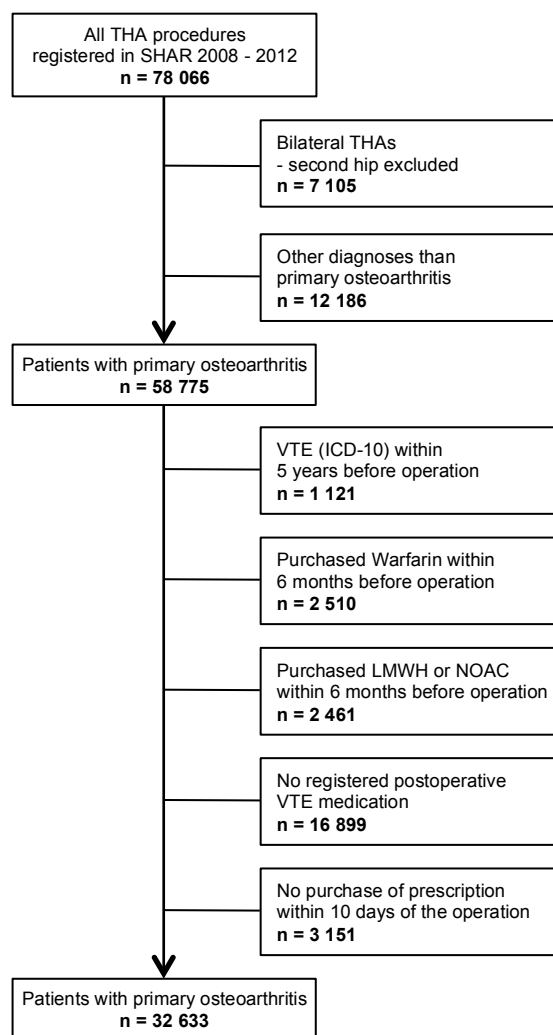 All THA procedures
registered in SHAR 2008 - 2012
n = 78 066
Bilateral THAs
- second hip excluded
n = 7 105
Other diagnoses than
primary osteoarthritis
n = 12 186
Patients with primary osteoarthritis
n = 58 775
VTE (ICD-10) within
5 years before operation
n = 1 121
Purchased Warfarin within
6 months before operation
n = 2 510
Purchased LMWH or NOAC
within 6 months before operation
n = 2 461
No registered postoperative
VTE medication
n = 16 899
No purchase of prescription
within 10 days of the operation
n = 3 151
Patients with primary osteoarthritis
n = 32 633